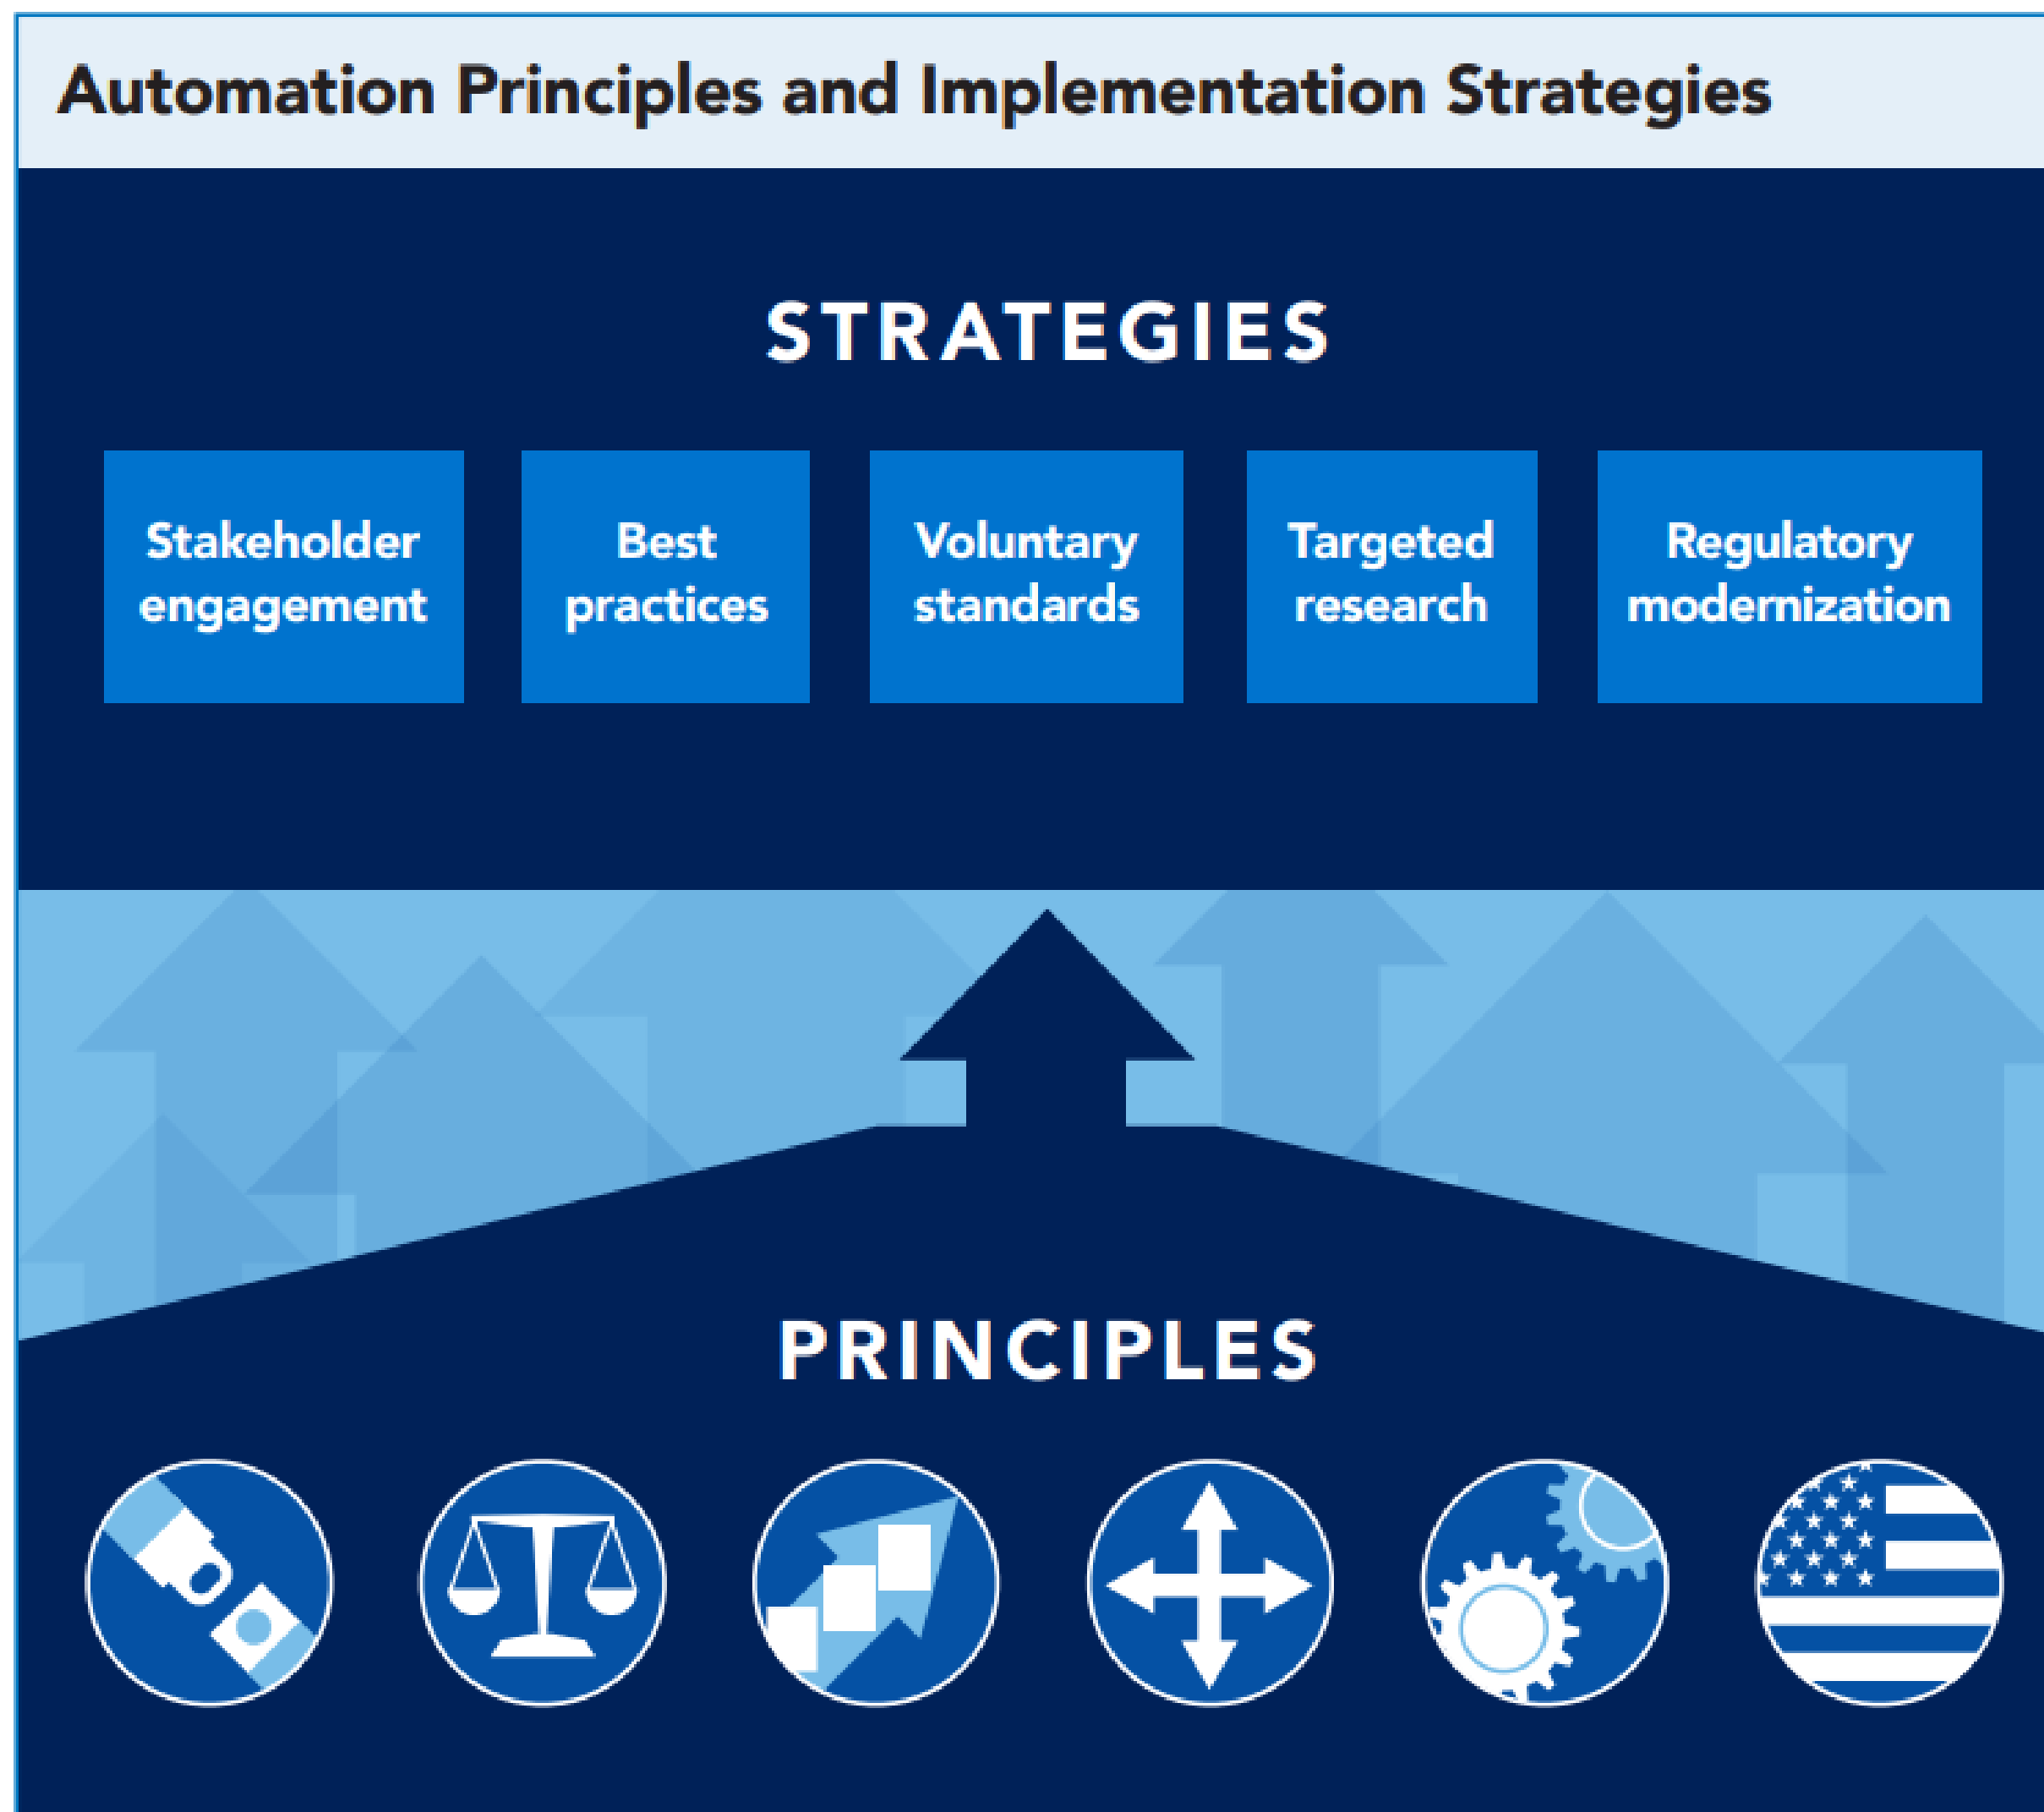 Automation Principles and Implementation Strategies
STRATEGIES
Stakeholder
engagement
Best
practices
Voluntary
standards
Targeted
research
Regulatory
modernization
PRINCIPLES